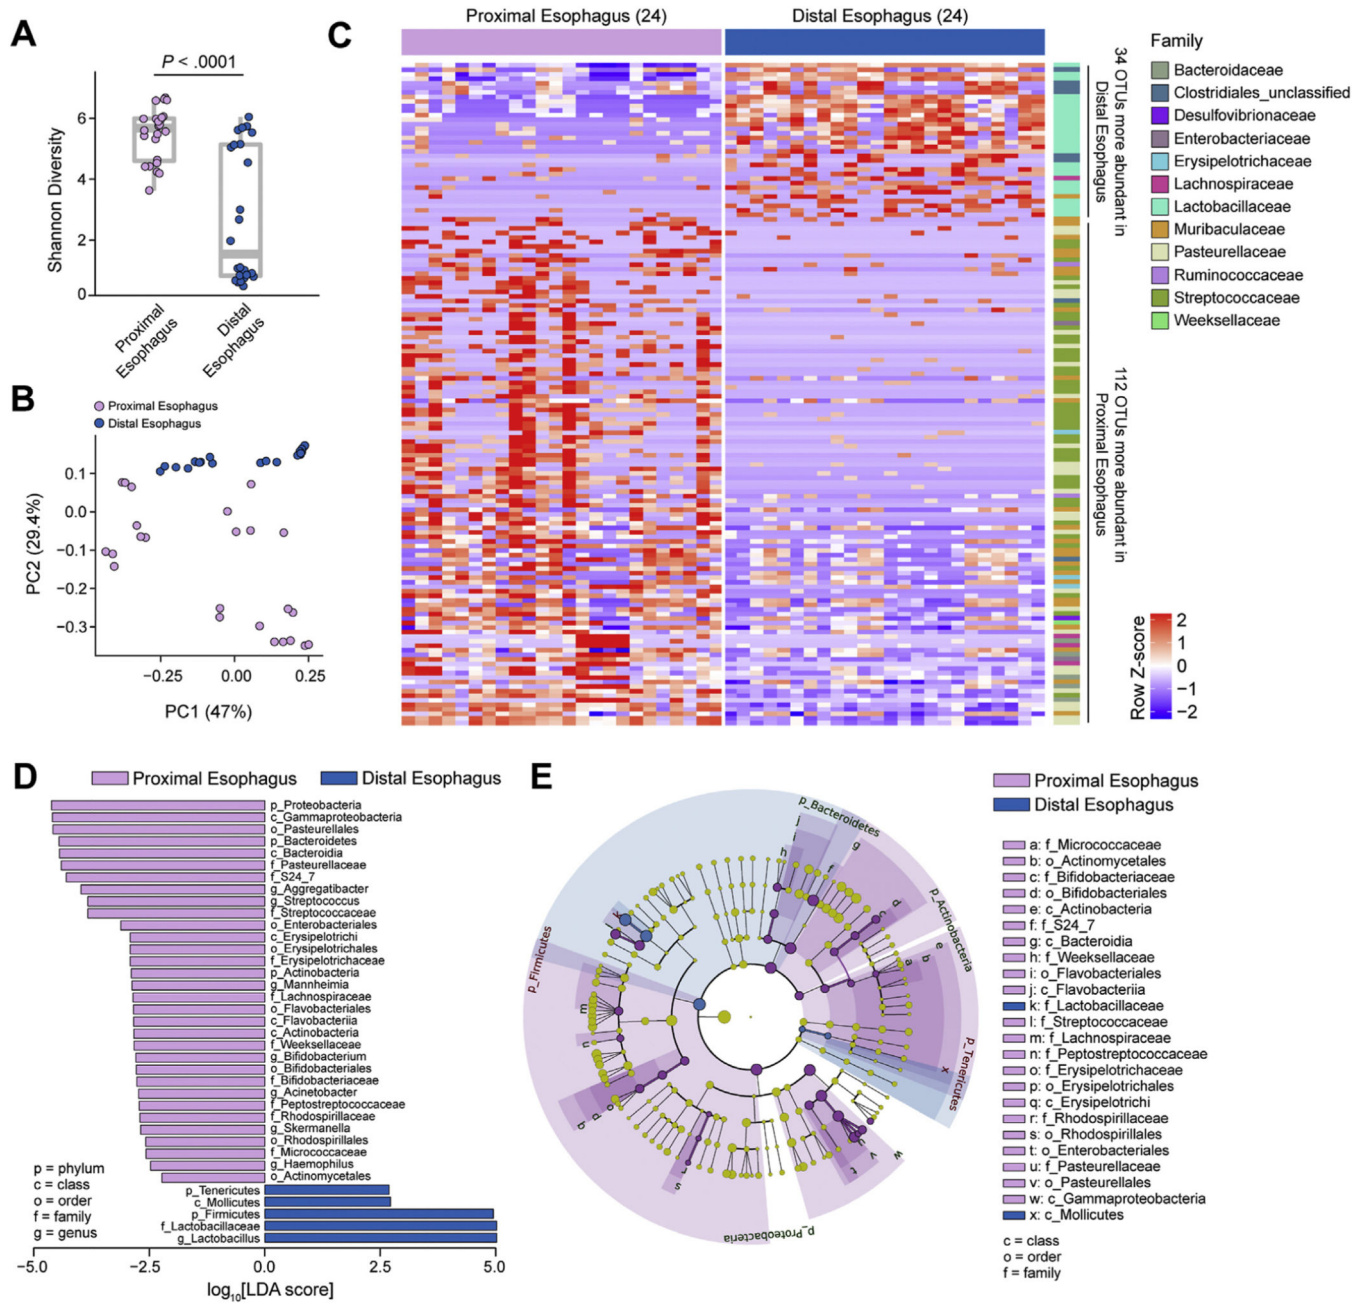 A
P < .0001
Shannon Diversity
6
4
2
0
Proximal
Esophagus
Distal
Esophagus
B
Proximal Esophagus
Distal Esophagus
PC2 (29.4%)
0.1
0.0
−0.1
−0.2
−0.3
−0.25
0.00
0.25
PC1 (47%)
C
Proximal Esophagus (24)
Distal Esophagus (24)
34 OTUs more abundant in
Distal Esophagus
112 OTUs more abundant in
Proximal Esophagus
Family
Bacteroidaceae
Clostridiales_unclassified
Desulfovibrionaceae
Enterobacteriaceae
Erysipelotrichaceae
Lachnospiraceae
Lactobacillaceae
Muribaculaceae
Pasteurellaceae
Ruminococcaceae
Streptococcaceae
Weeksellaceae
Row Z-score
2
1
0
−1
−2
D
Proximal Esophagus
Distal Esophagus
p_Proteobacteria
c_Gammaproteobacteria
o_Pasteurellales
p_Bacteroidetes
c_Bacteroidia
f_Pasteurellaceae
f_S24_7
g_Aggregatibacter
g_Streptococcus
f_Streptococcaceae
o_Enterobacteriales
c_Erysipelotrichi
o_Erysipelotrichales
f_Erysipelotrichaceae
p_Actinobacteria
g_Mannheimia
f_Lachnospiraceae
o_Flavobacteriales
c_Flavobacteriia
c_Actinobacteria
f_Weeksellaceae
g_Bifidobacterium
o_Bifidobacteriales
f_Bifidobacteriaceae
g_Acinetobacter
f_Peptostreptococcaceae
f_Rhodospirillaceae
g_Skermanella
o_Rhodospirillales
f_Micrococcaceae
g_Haemophilus
o_Actinomycetales
p_Tenericutes
c_Mollicutes
p_Firmicutes
f_Lactobacillaceae
g_Lactobacillus
p = phylum
c = class
o = order
f = family
g = genus
−5.0
−2.5
0.0
2.5
5.0
log10[LDA score]
E
Proximal Esophagus
Distal Esophagus
p_Bacteroidetes
p_Actinobacteria
p_Tenericutes
p_Proteobacteria
p_Firmicutes
j
i
h
f
g
c
d
e
b
a
x
w
v
t
r
s
q
n
m
a: f_Micrococcaceae
b: o_Actinomycetales
c: f_Bifidobacteriaceae
d: o_Bifidobacteriales
e: c_Actinobacteria
f: f_S24_7
g: c_Bacteroidia
h: f_Weeksellaceae
i: o_Flavobacteriales
j: c_Flavobacteriia
k: f_Lactobacillaceae
l: f_Streptococcaceae
m: f_Lachnospiraceae
n: f_Peptostreptococcaceae
o: f_Erysipelotrichaceae
p: o_Erysipelotrichales
q: c_Erysipelotrichi
r: f_Rhodospirillaceae
s: o_Rhodospirillales
t: o_Enterobacteriales
u: f_Pasteurellaceae
v: o_Pasteurellales
w: c_Gammaproteobacteria
x: c_Mollicutes
c = class
o = order
f = family